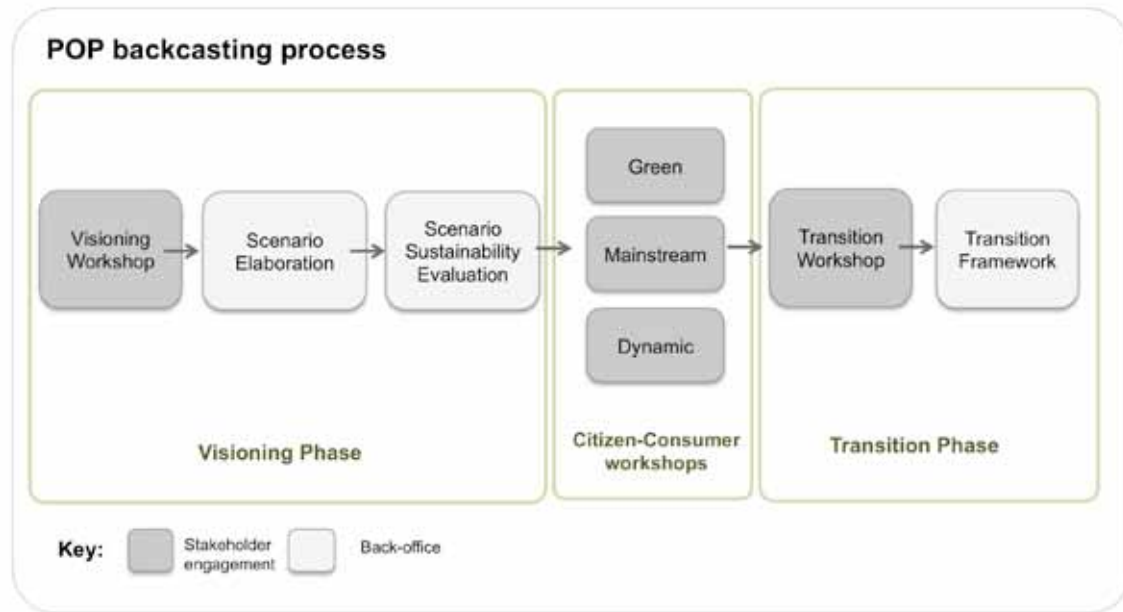 POP backcasting process
Visioning
Workshop
Scenario
Elaboration
Scenario
Sustainability
Evaluation
Green
Mainstream
Dynamic
Transition
Workshop
Transition
Framework
Visioning Phase
Citizen-Consumer
workshops
Transition Phase
Key:
Stakeholder
engagement
Back-office